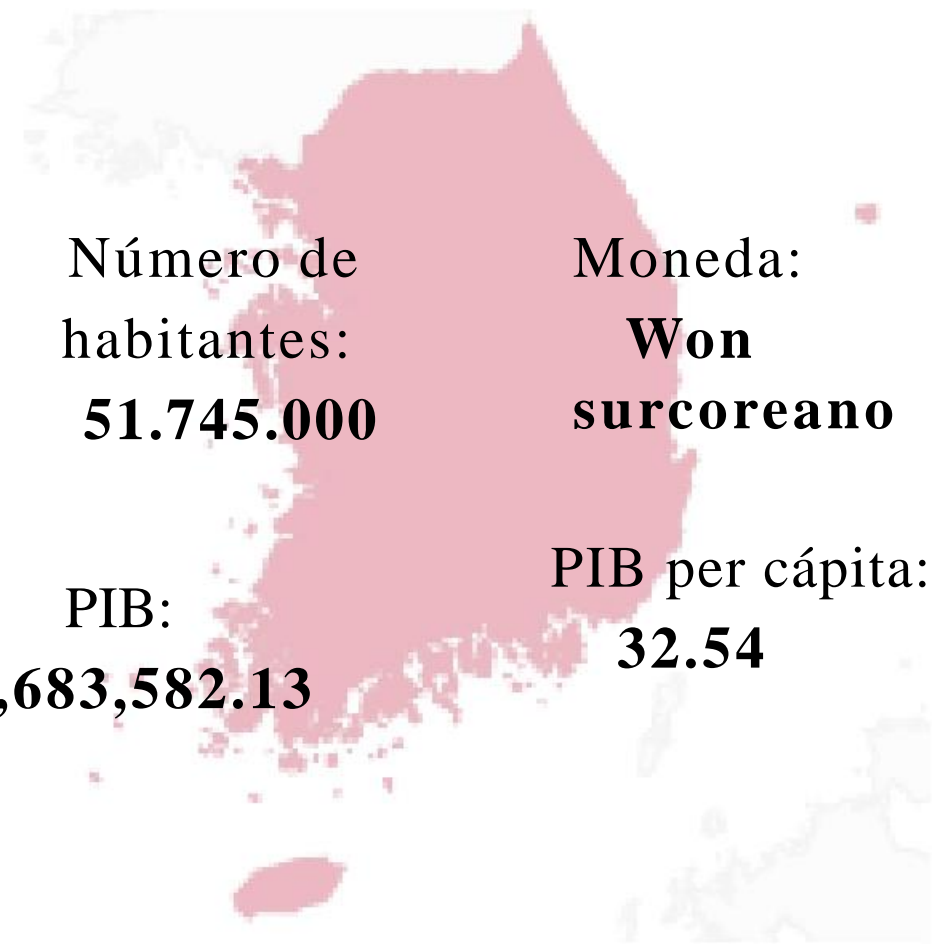 Número de
habitantes:
51.745.000
Moneda:
Won
surcoreano
PIB:
,683,582.13
PIB per cápita:
32.54